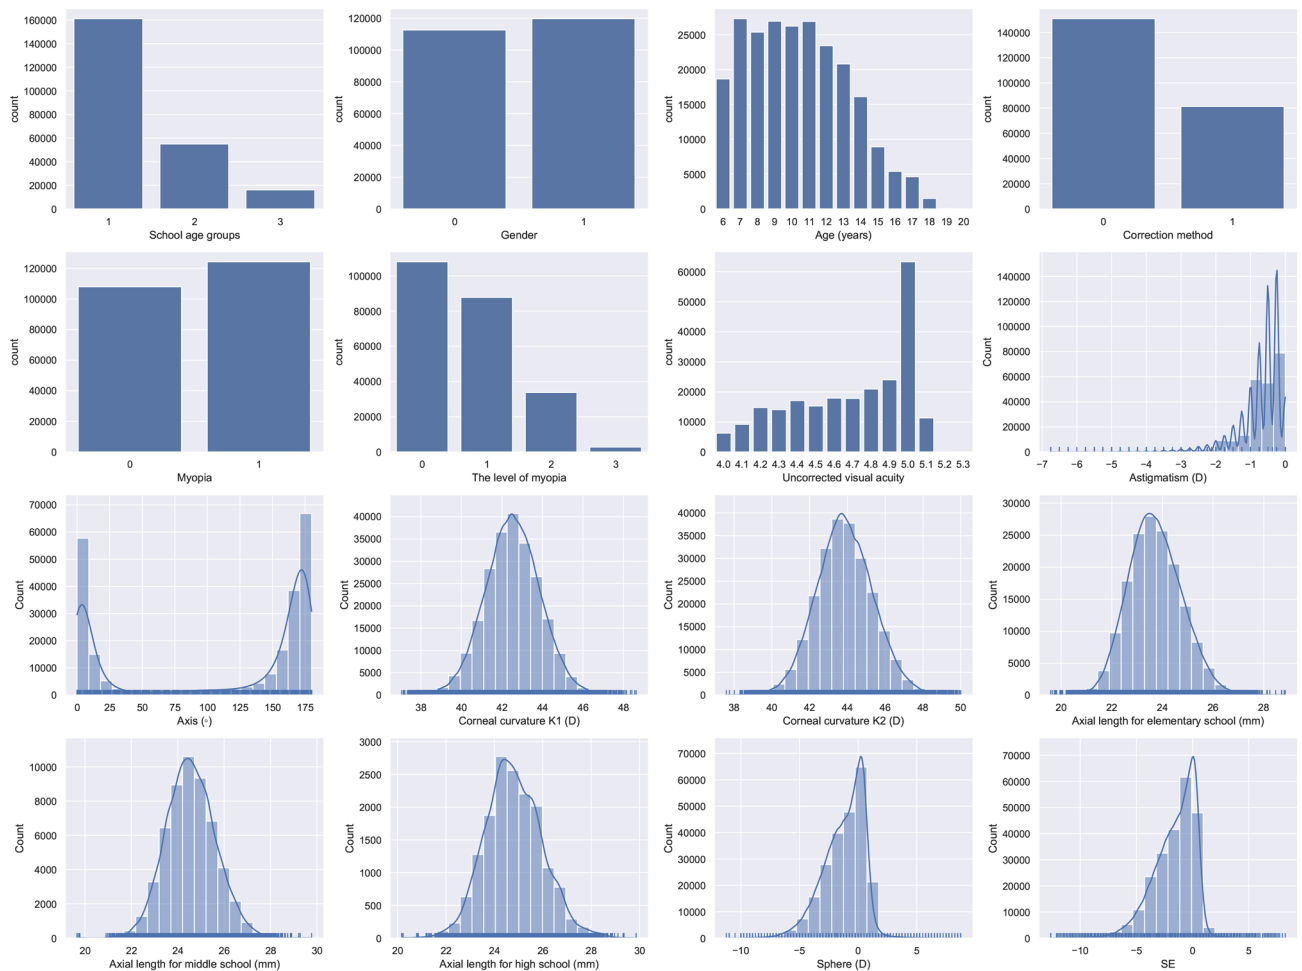 160000
140000
120000
100000
80000
60000
40000
20000
0
count
1 2 3
School age groups
120000
100000
80000
60000
40000
20000
0
count
0 1
Gender
25000
20000
15000
10000
5000
0
count
6 7 8 9 10 11 12 13 14 15 16 17 18 19 20
Age (years)
140000
120000
100000
80000
60000
40000
20000
0
count
0 1
Correction method
120000
100000
80000
60000
40000
20000
0
count
0 1
Myopia
100000
80000
60000
40000
20000
0
count
0 1 2 3
The level of myopia
60000
50000
40000
30000
20000
10000
0
count
4.0 4.1 4.2 4.3 4.4 4.5 4.6 4.7 4.8 4.9 5.0 5.1 5.2 5.3
Uncorrected visual acuity
140000
120000
100000
80000
60000
40000
20000
0
Count
−7 −6 −5 −4 −3 −2 −1 0
Astigmatism (D)
70000
60000
50000
40000
30000
20000
10000
0
Count
0 25 50 75 100 125 150 175
Axis (◦)
40000
35000
30000
25000
20000
15000
10000
5000
0
Count
38 40 42 44 46 48
Corneal curvature K1 (D)
40000
35000
30000
25000
20000
15000
10000
5000
0
Count
38 40 42 44 46 48 50
Corneal curvature K2 (D)
30000
25000
20000
15000
10000
5000
0
Count
20 22 24 26 28
Axial length for elementary school (mm)
10000
8000
6000
4000
2000
0
Count
20 22 24 26 28 30
Axial length for middle school (mm)
3000
2500
2000
1500
1000
500
0
Count
20 22 24 26 28 30
Axial length for high school (mm)
70000
60000
50000
40000
30000
20000
10000
0
Count
−10 −5 0 5
Sphere (D)
70000
60000
50000
40000
30000
20000
10000
0
Count
−10 −5 0 5
SE